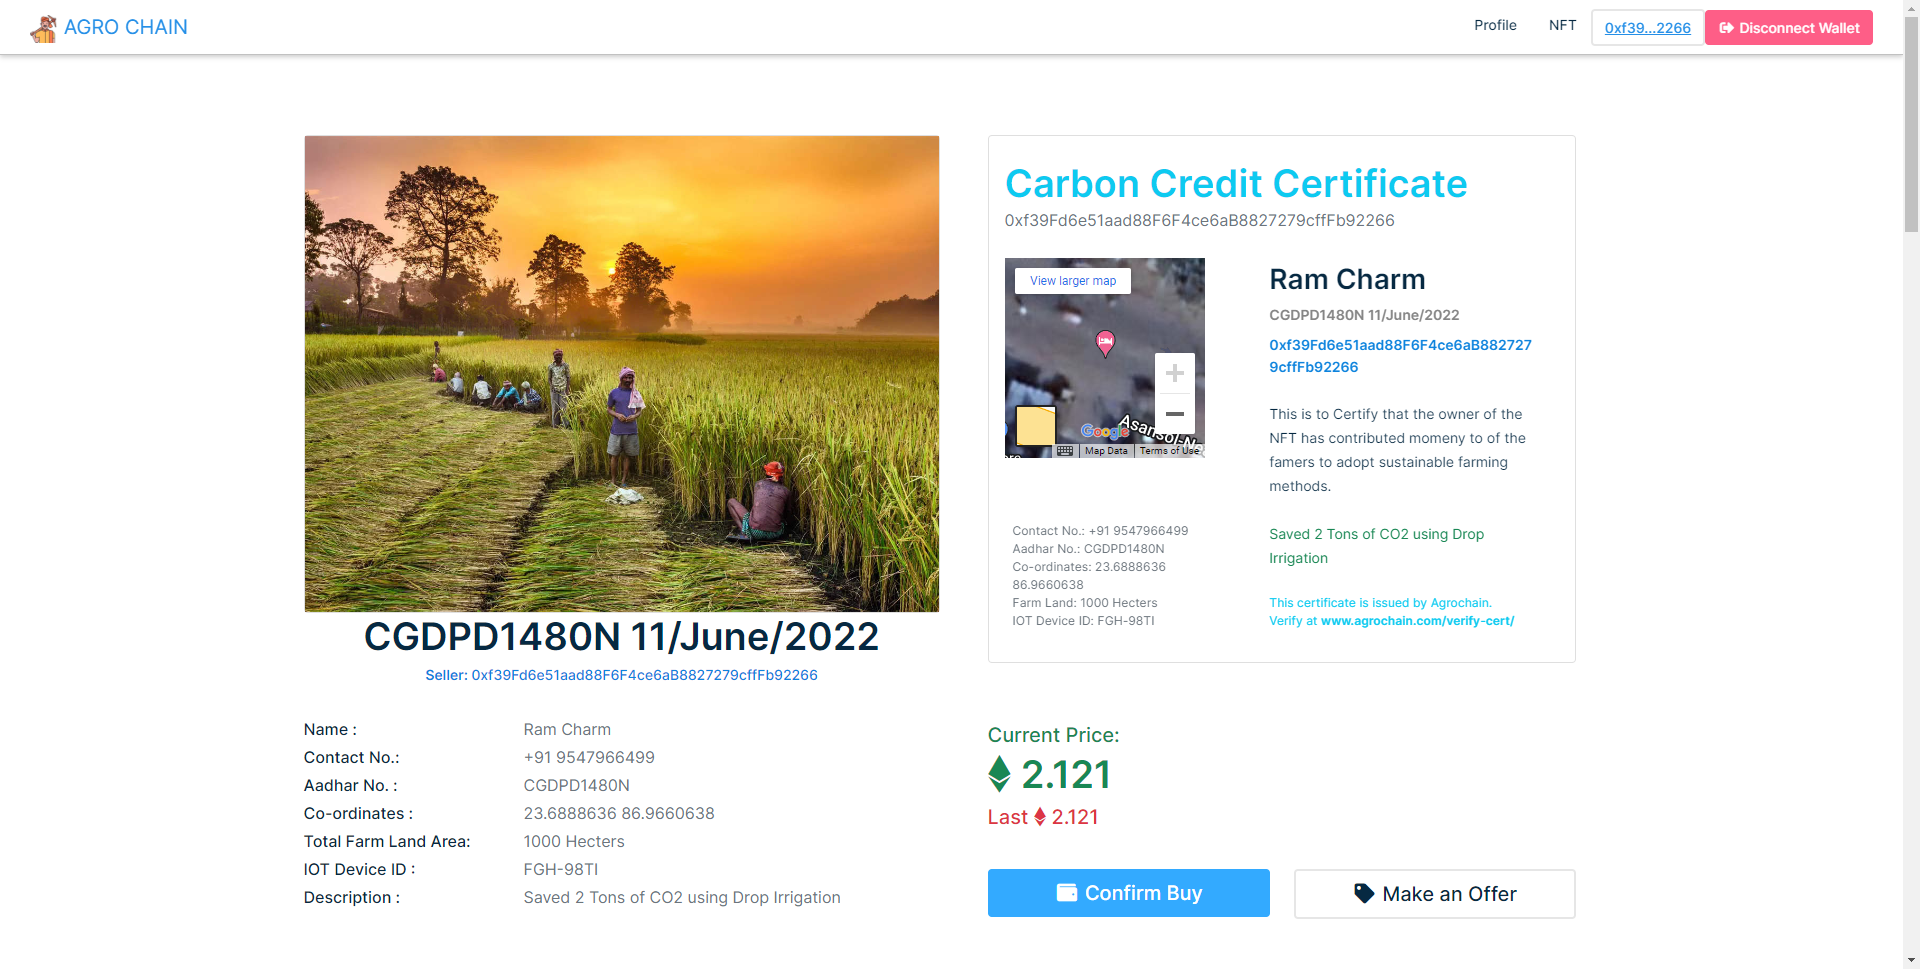 AGRO CHAIN
Profile
NFT
0xf39...2266
Disconnect Wallet
CGDPD1480N 11/June/2022
Seller: 0xf39Fd6e51aad88F6F4ce6aB8827279cffFb92266
Name :
Ram Charm
Contact No.:
+91 9547966499
Aadhar No. :
CGDPD1480N
Co-ordinates :
23.6888636 86.9660638
Total Farm Land Area:
1000 Hecters
IOT Device ID :
FGH-98TI
Description :
Saved 2 Tons of CO2 using Drop Irrigation
Carbon Credit Certificate
0xf39Fd6e51aad88F6F4ce6aB8827279cffFb92266
View larger map
Google
Map Data
Terms of Use
Contact No.: +91 9547966499
Aadhar No.: CGDPD1480N
Co-ordinates: 23.6888636
86.9660638
Farm Land: 1000 Hecters
IOT Device ID: FGH-98TI
Ram Charm
CGDPD1480N 11/June/2022
0xf39Fd6e51aad88F6F4ce6aB882727
9cffFb92266
This is to Certify that the owner of the
NFT has contributed momeny to of the
famers to adopt sustainable farming
methods.
Saved 2 Tons of CO2 using Drop
Irrigation
This certificate is issued by Agrochain.
Verify at www.agrochain.com/verify-cert/
Current Price:
2.121
Last 2.121
Confirm Buy
Make an Offer